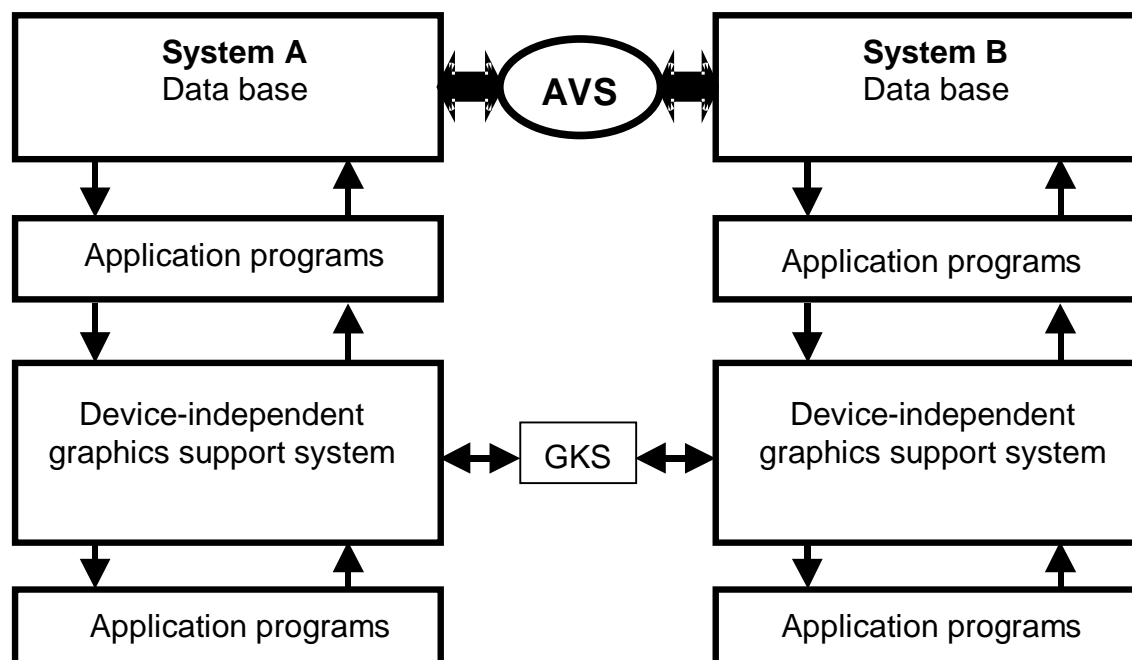 System A
Data base
AVS
System B
Data base
Application programs
Application programs
Device-independent
graphics support system
GKS
Device-independent
graphics support system
Application programs
Application programs